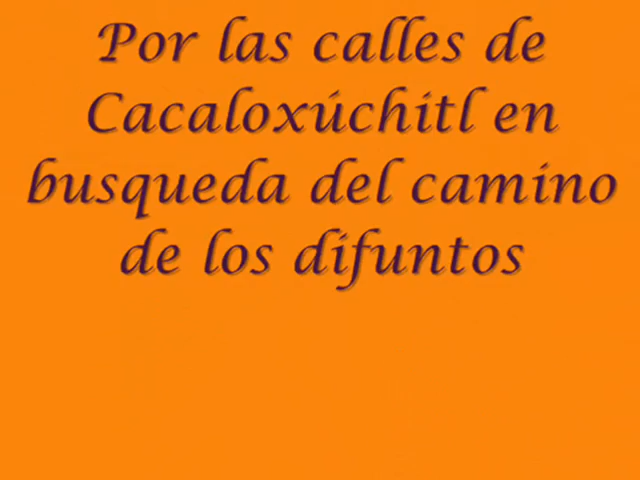 Por las calles de
Cacaloxúchitl en
busqueda del camino
de los difuntos